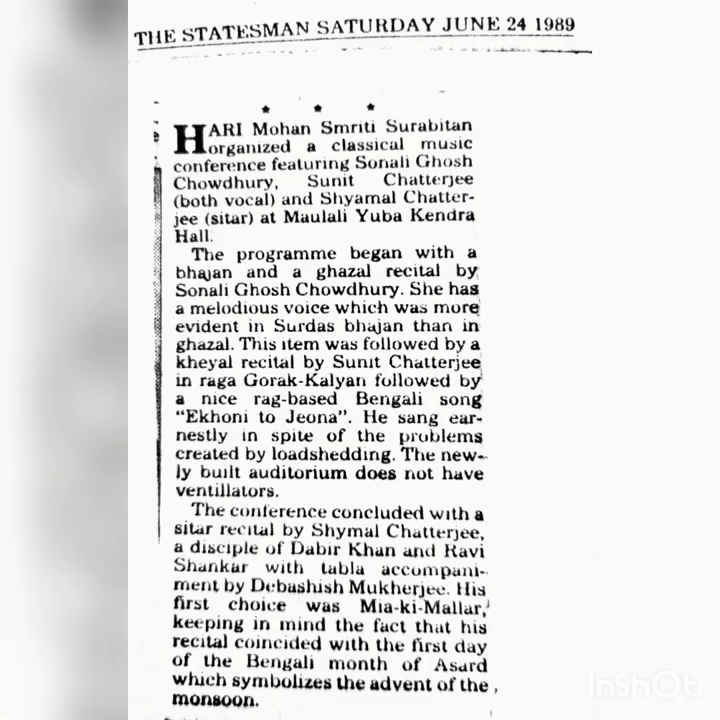 THE STATESMAN SATURDAY JUNE 24 1989
* * *
HARI Mohan Smriti Surabitan
organized a classical music
conference featuring Sonali Ghosh
Chowdhury, Sunit Chatterjee
(both vocal) and Shyamal Chatter-
jee (sitar) at Maulali Yuba Kendra
Hall.
The programme began with a
bhajan and a ghazal recital by
Sonali Ghosh Chowdhury. She has
a melodious voice which was more
evident in Surdas bhajan than in
ghazal. This item was followed by a
kheyal recital by Sunit Chatterjee
in raga Gorak-Kalyan followed by
a nice rag-based Bengali song
"Ekhoni to Jeona". He sang ear-
nestly in spite of the problems
created by loadshedding. The new-
ly built auditorium does not have
ventillators.
The conference concluded with a
sitar recital by Shymal Chatterjee,
a disciple of Dabir Khan and Ravi
Shankar with tabla accompani-
ment by Debashish Mukherjee. His
first choice was Mia-ki-Mallar,
keeping in mind the fact that his
recital coincided with the first day
of the Bengali month of Asard
which symbolizes the advent of the
monsoon.
InShOt